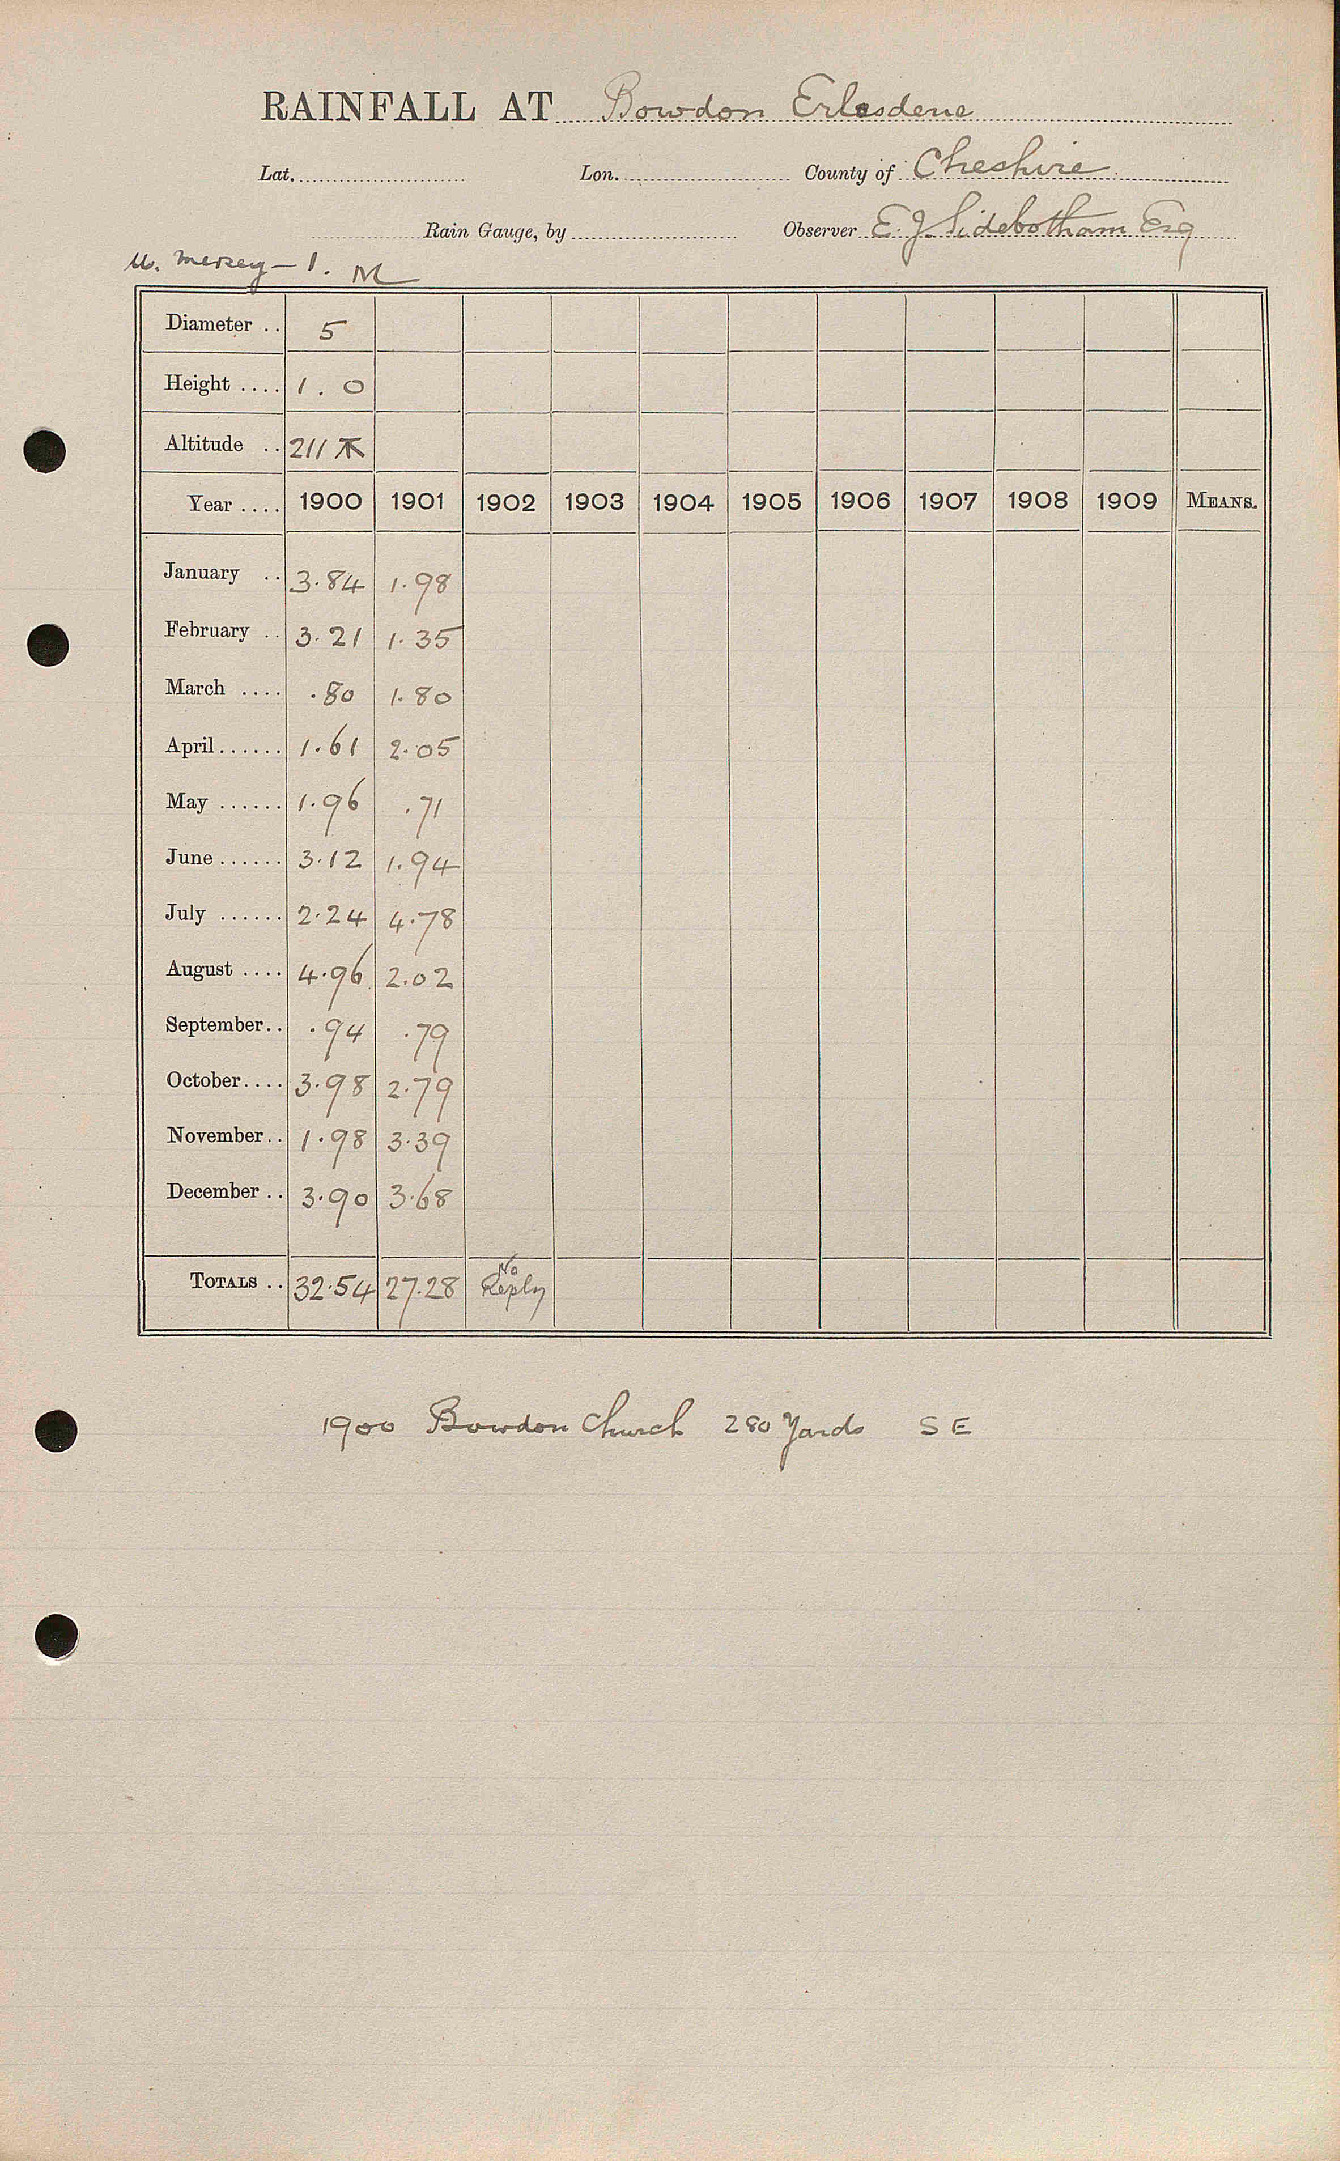 RAINFALL AT Bowdon Erlesdene
Lat. Lon. County of Cheshire
Rain Gauge, by Observer E. J. Sidebotham Esq
U. Mersey – 1. M
Diameter .. 5
Height .... 1.0
Altitude .. 211
Year .... 1900 1901 1902 1903 1904 1905 1906 1907 1908 1909 MEANS.
January .. 3.84 1.98
February .. 3.21 1.35
March .... .80 1.80
April...... 1.61 2.05
May ...... 1.96 .71
June...... 3.12 1.94
July ...... 2.24 4.78
August .... 4.96 2.02
September.. .94 .79
October.... 3.98 2.79
November.. 1.98 3.39
December .. 3.90 3.68
TOTALS .. 32.54 27.28 No Reply
1900 Bowdon Church 280 Yards S E